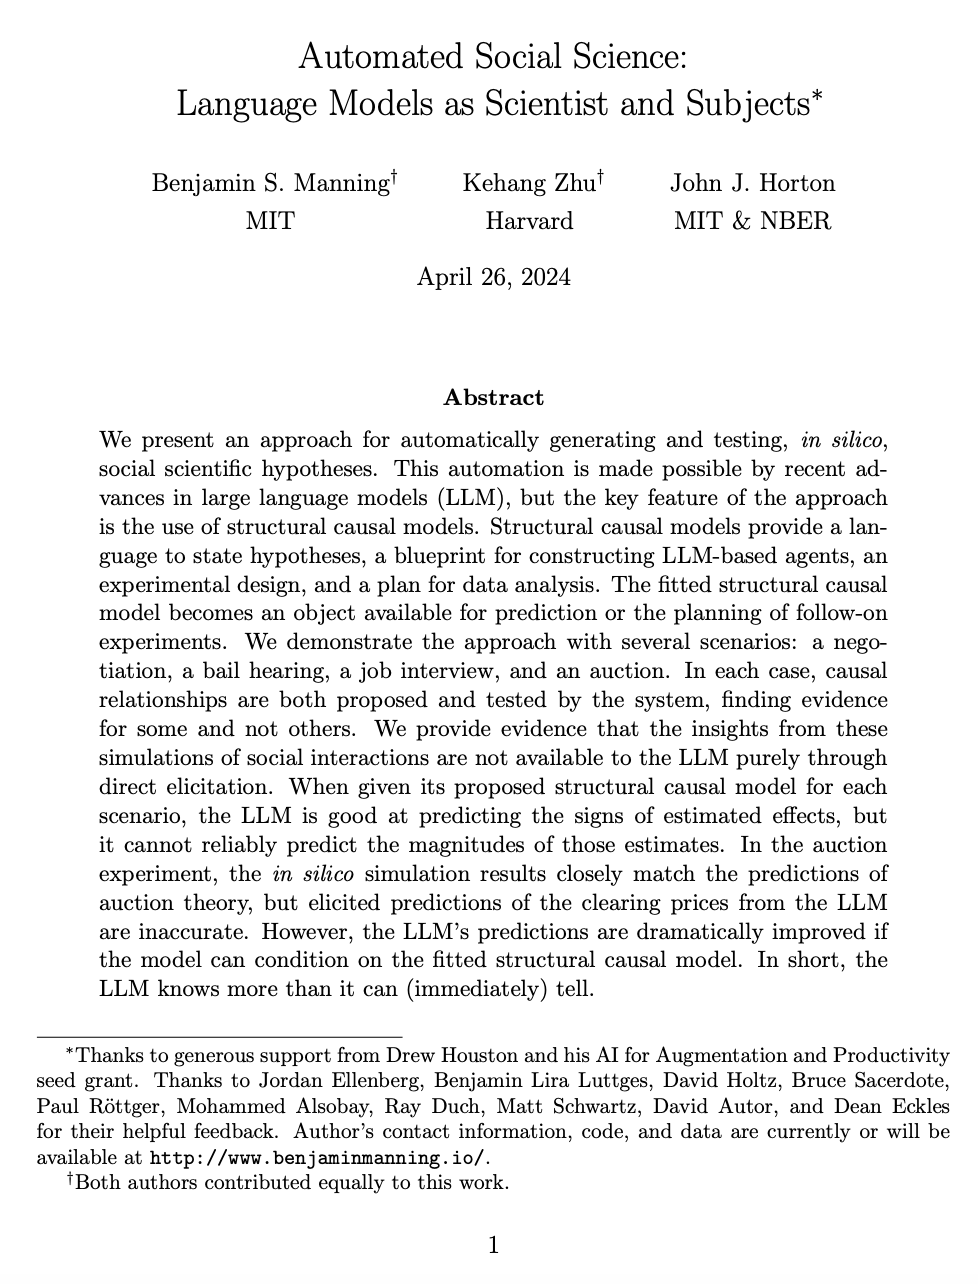 Automated Social Science:
Language Models as Scientist and Subjects*
Benjamin S. Manning† Kehang Zhu† John J. Horton
MIT Harvard MIT & NBER
April 26, 2024
Abstract
We present an approach for automatically generating and testing, in silico,
social scientific hypotheses. This automation is made possible by recent ad-
vances in large language models (LLM), but the key feature of the approach
is the use of structural causal models. Structural causal models provide a lan-
guage to state hypotheses, a blueprint for constructing LLM-based agents, an
experimental design, and a plan for data analysis. The fitted structural causal
model becomes an object available for prediction or the planning of follow-on
experiments. We demonstrate the approach with several scenarios: a nego-
tiation, a bail hearing, a job interview, and an auction. In each case, causal
relationships are both proposed and tested by the system, finding evidence
for some and not others. We provide evidence that the insights from these
simulations of social interactions are not available to the LLM purely through
direct elicitation. When given its proposed structural causal model for each
scenario, the LLM is good at predicting the signs of estimated effects, but
it cannot reliably predict the magnitudes of those estimates. In the auction
experiment, the in silico simulation results closely match the predictions of
auction theory, but elicited predictions of the clearing prices from the LLM
are inaccurate. However, the LLM's predictions are dramatically improved if
the model can condition on the fitted structural causal model. In short, the
LLM knows more than it can (immediately) tell.
*Thanks to generous support from Drew Houston and his AI for Augmentation and Productivity
seed grant. Thanks to Jordan Ellenberg, Benjamin Lira Luttges, David Holtz, Bruce Sacerdote,
Paul Röttger, Mohammed Alsobay, Ray Duch, Matt Schwartz, David Autor, and Dean Eckles
for their helpful feedback. Author's contact information, code, and data are currently or will be
available at http://www.benjaminmanning.io/.
†Both authors contributed equally to this work.
1